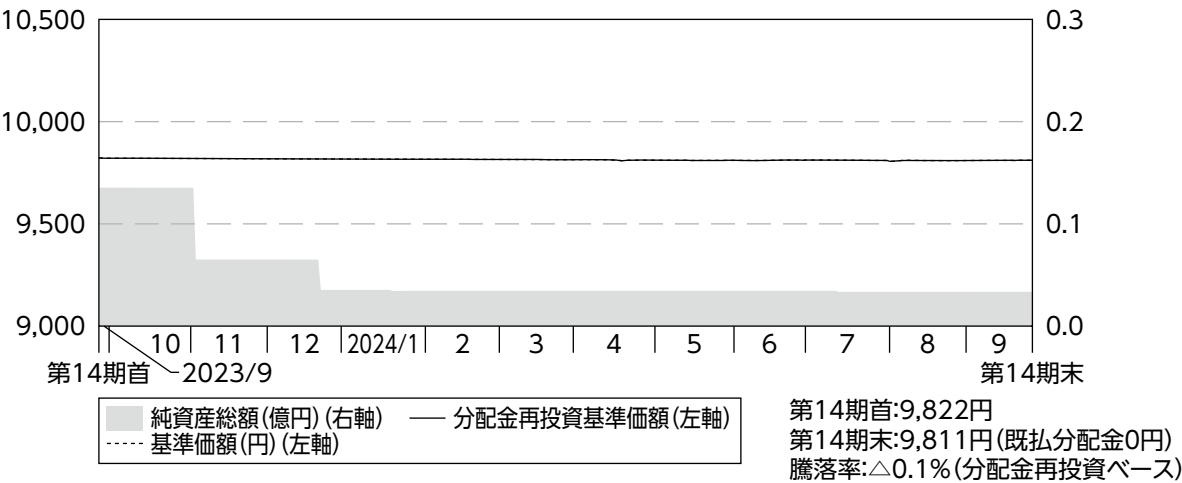 10,500
0.3
10,000
0.2
9,500
0.1
9,000
0.0
10 11 12 2024/1 2 3 4 5 6 7 8 9
第14期首 2023/9 第14期末
純資産総額(億円)(右軸) 分配金再投資基準価額(左軸)
基準価額(円)(左軸)
第14期首:9,822円
第14期末:9,811円(既払分配金0円)
騰落率:△0.1%(分配金再投資ベース)